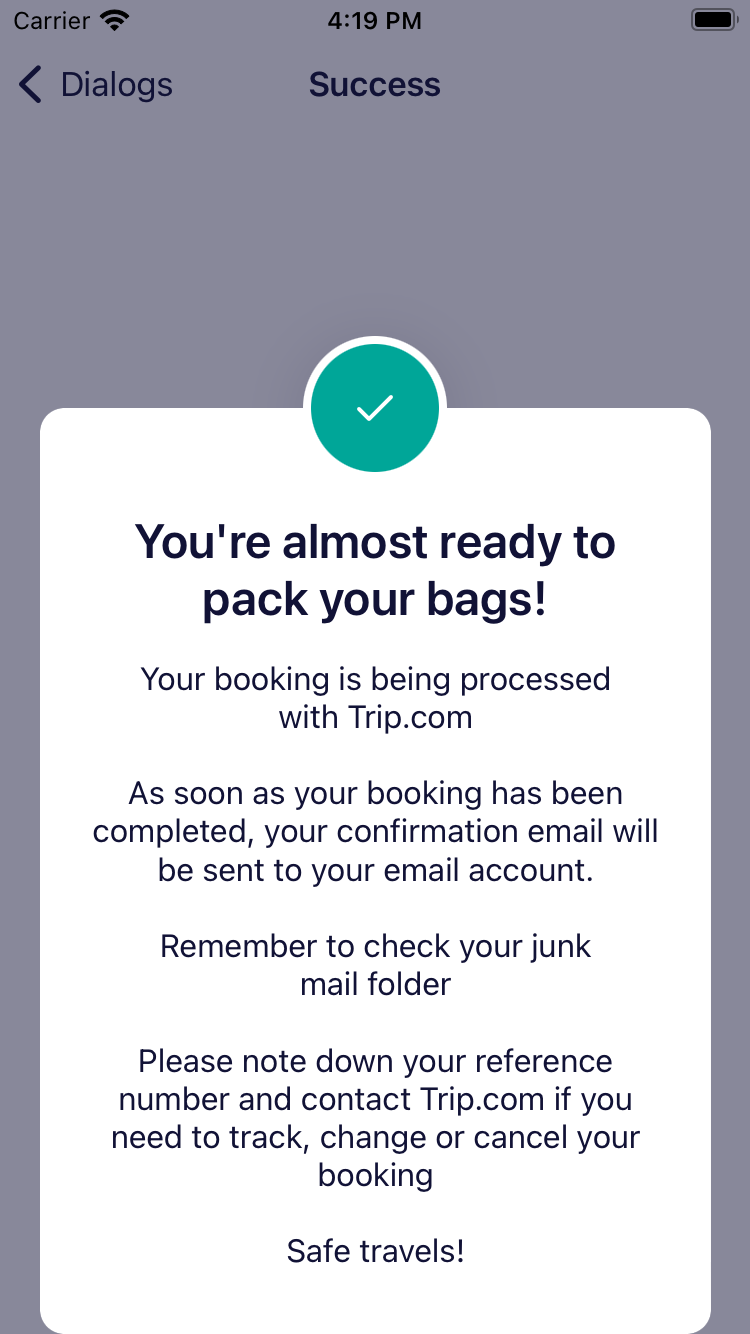 Carrier 4:19 PM
Dialogs Success
You're almost ready to
pack your bags!
Your booking is being processed
with Trip.com
As soon as your booking has been
completed, your confirmation email will
be sent to your email account.
Remember to check your junk
mail folder
Please note down your reference
number and contact Trip.com if you
need to track, change or cancel your
booking
Safe travels!